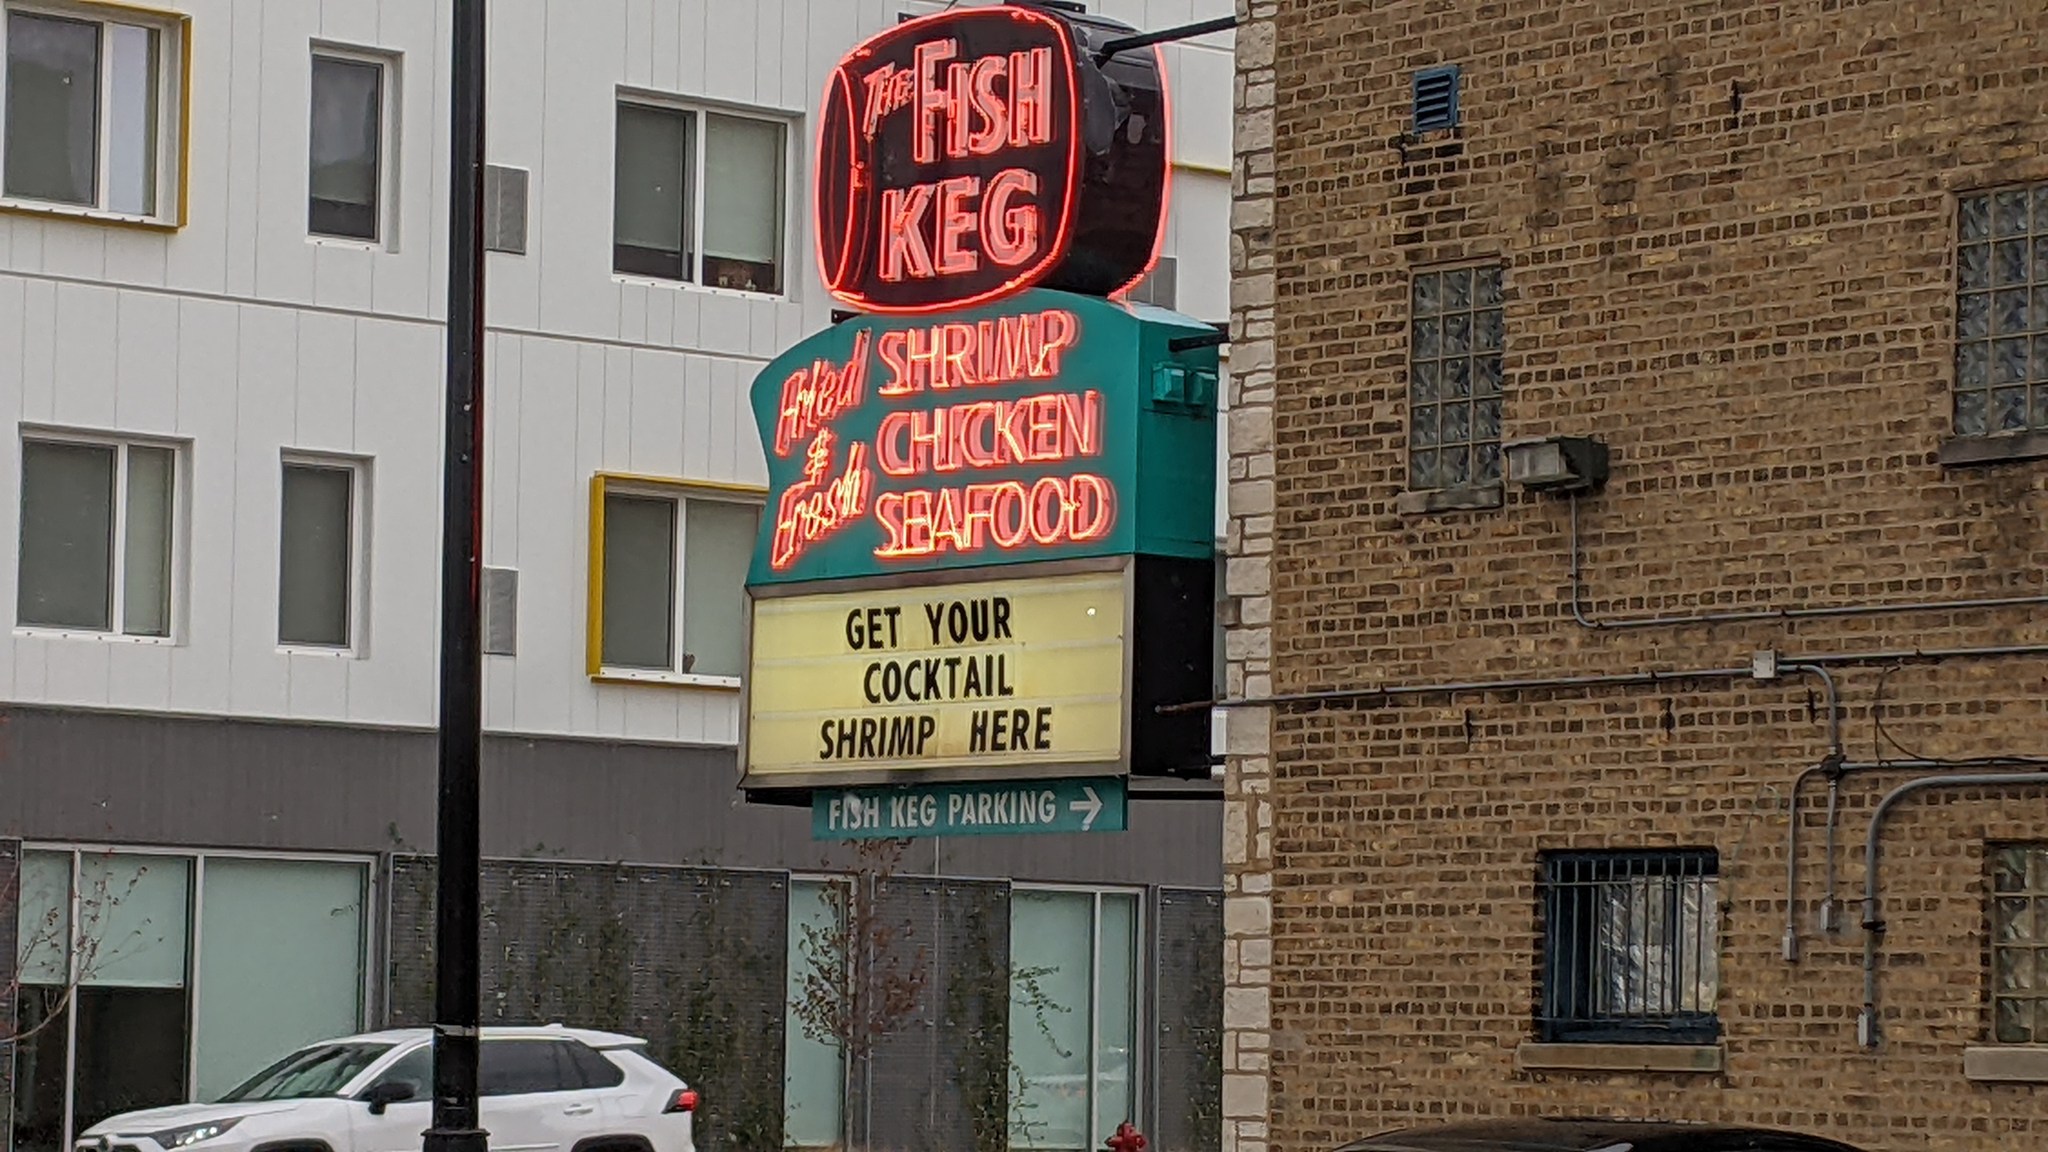 THE FISH
KEG
Fried
&
Fresh
SHRIMP
CHICKEN
SEAFOOD
GET YOUR
COCKTAIL
SHRIMP HERE
FISH KEG PARKING →